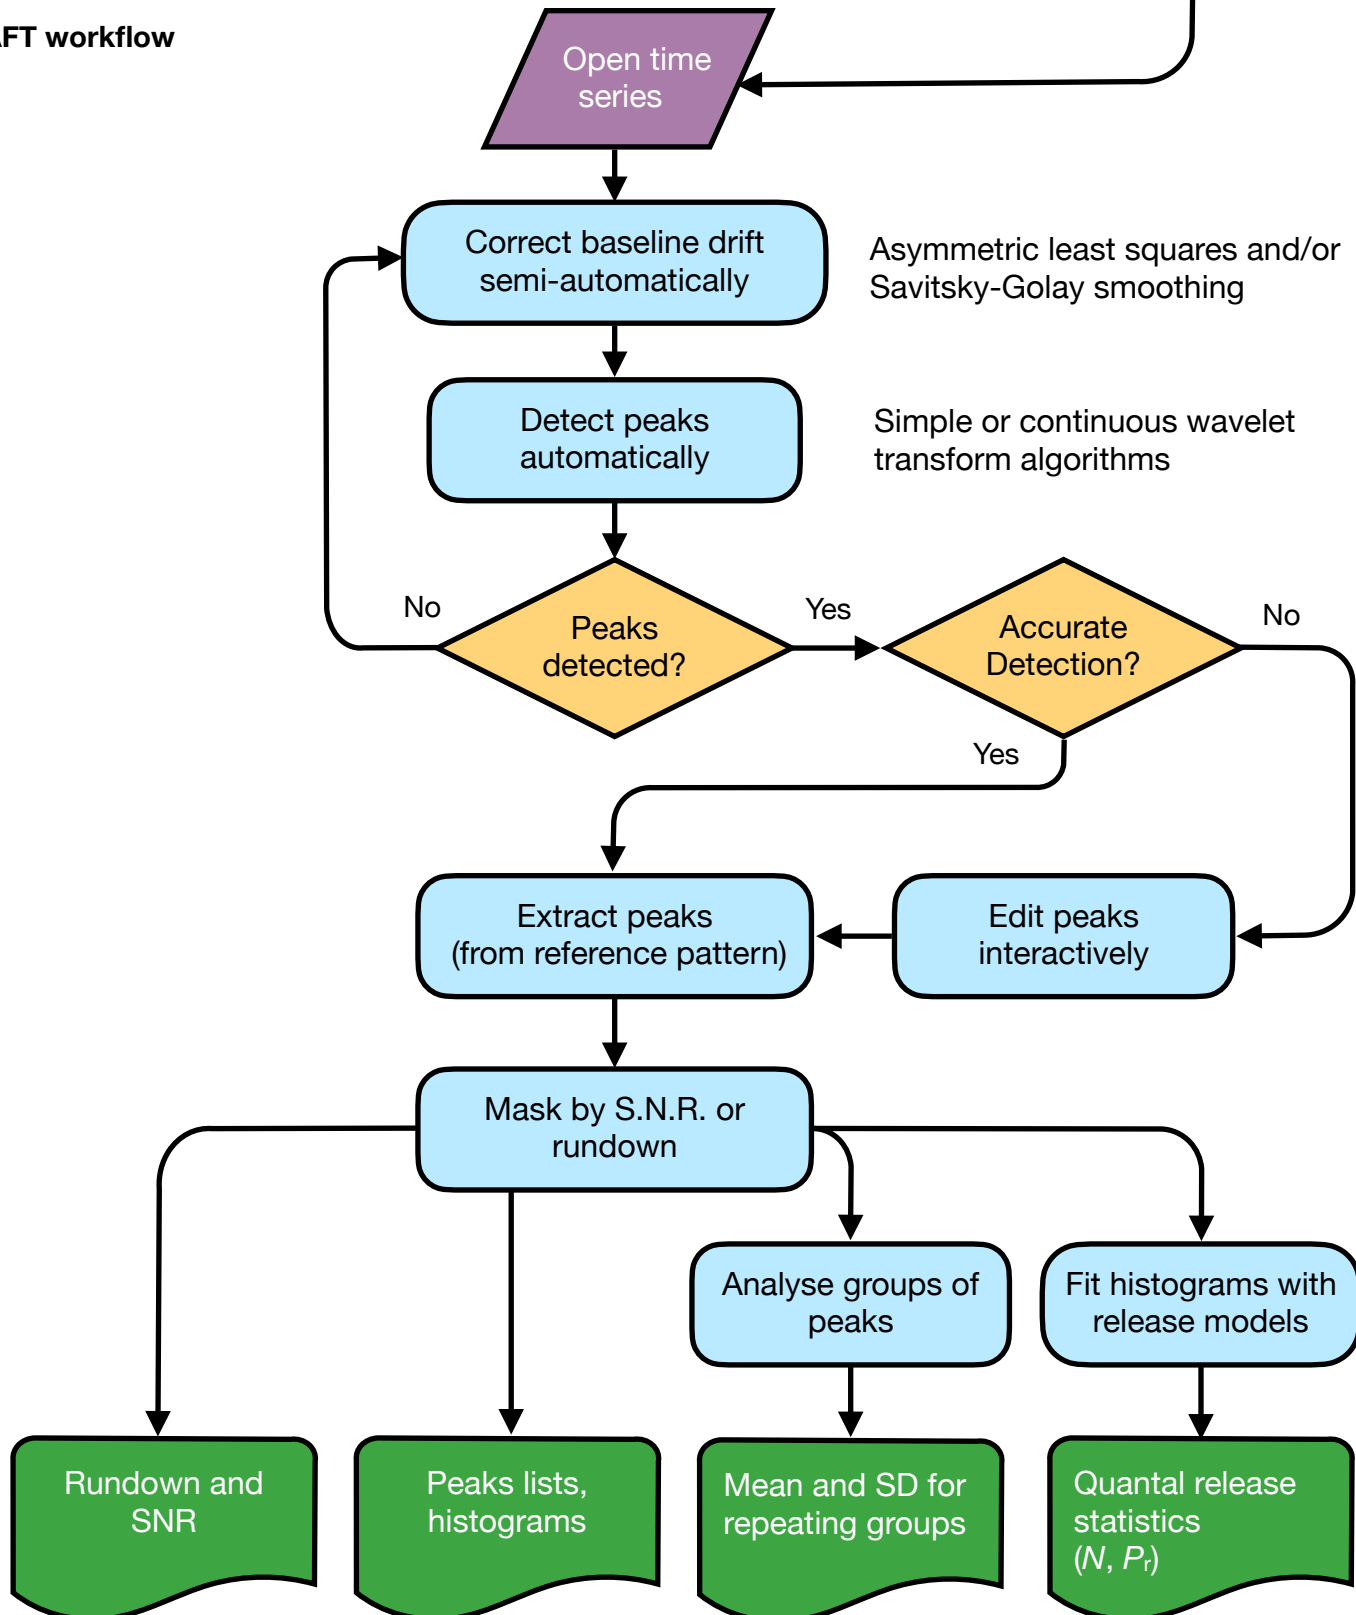 AFT workflow
Open time
series
Correct baseline drift
semi-automatically
Asymmetric least squares and/or
Savitsky-Golay smoothing
Detect peaks
automatically
Simple or continuous wavelet
transform algorithms
No
Peaks
detected?
Yes
Accurate
Detection?
No
Yes
Extract peaks
(from reference pattern)
Edit peaks
interactively
Mask by S.N.R. or
rundown
Analyse groups of
peaks
Fit histograms with
release models
Rundown and
SNR
Peaks lists,
histograms
Mean and SD for
repeating groups
Quantal release
statistics
(N, Pr)